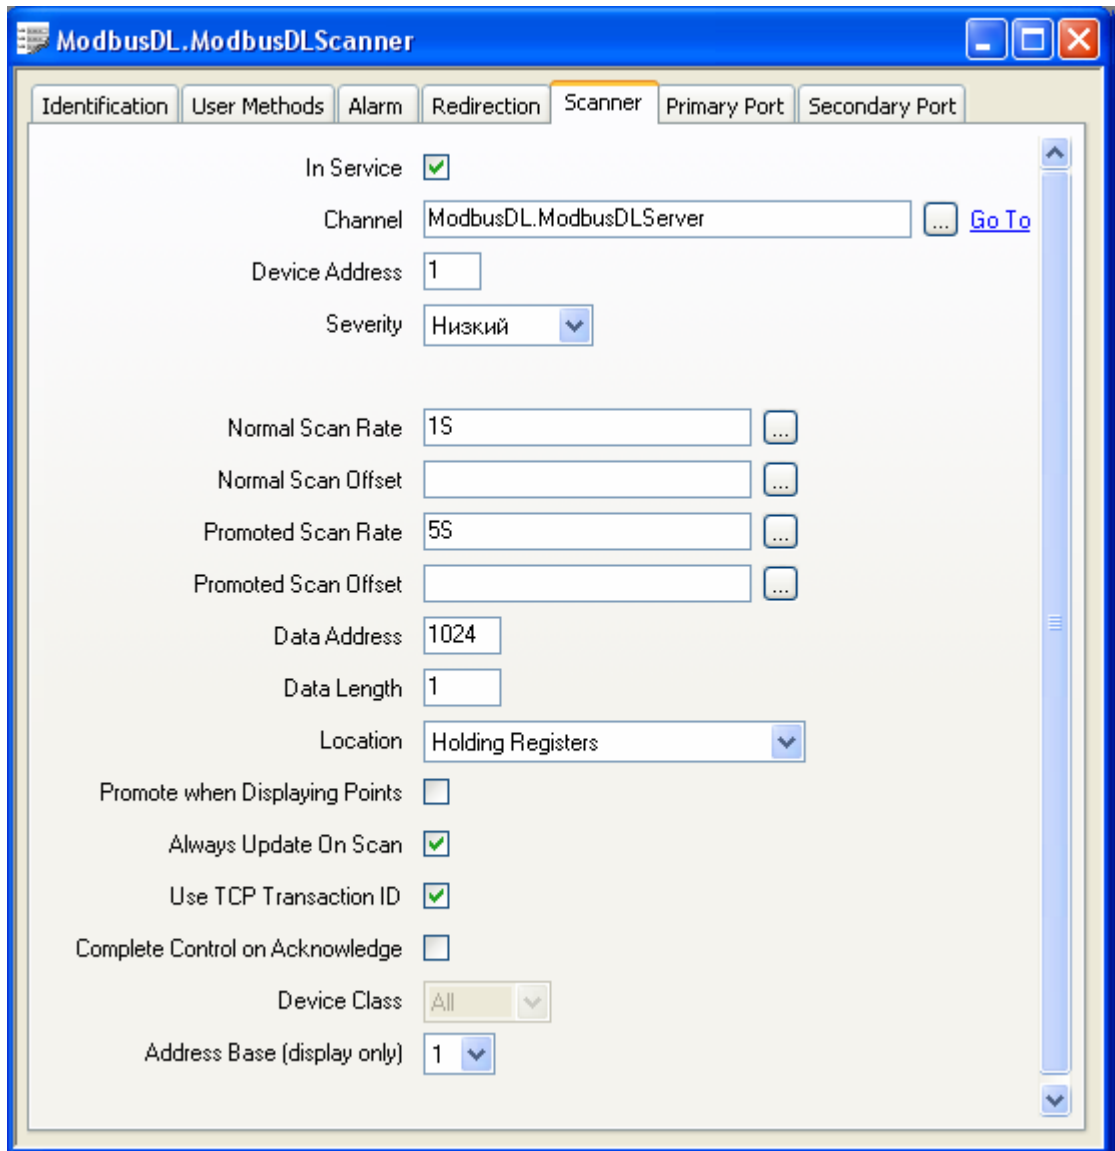 ModbusDL.ModbusDLScanner
Identification User Methods Alarm Redirection Scanner Primary Port Secondary Port
In Service
Channel ModbusDL.ModbusDLServer ... Go To
Device Address 1
Severity Низкий
Normal Scan Rate 1S ...
Normal Scan Offset ...
Promoted Scan Rate 5S ...
Promoted Scan Offset ...
Data Address 1024
Data Length 1
Location Holding Registers
Promote when Displaying Points
Always Update On Scan
Use TCP Transaction ID
Complete Control on Acknowledge
Device Class All
Address Base (display only) 1